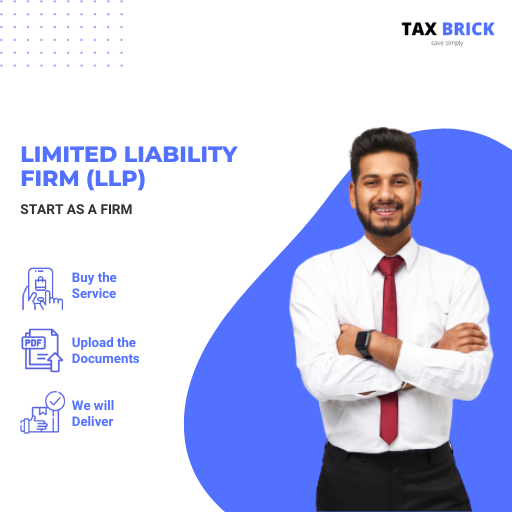 TAX BRICK
save simply
LIMITED LIABILITY
FIRM (LLP)
START AS A FIRM
Buy the
Service
PDF
Upload the
Documents
We will
Deliver